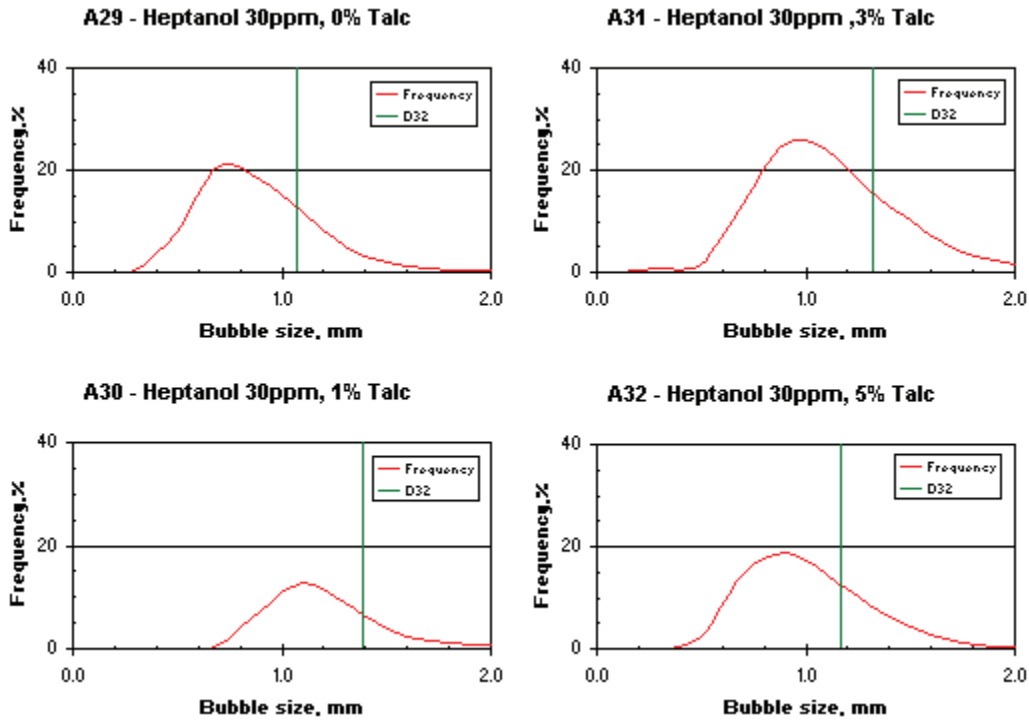 A29 - Heptanol 30ppm, 0% Talc
40
20
0
Frequency,%
Frequency
D32
0.0 1.0 2.0
Bubble size, mm
A31 - Heptanol 30ppm ,3% Talc
40
20
0
Frequency,%
Frequency
D32
0.0 1.0 2.0
Bubble size, mm
A30 - Heptanol 30ppm, 1% Talc
40
20
0
Frequency,%
Frequency
D32
0.0 1.0 2.0
Bubble size, mm
A32 - Heptanol 30ppm, 5% Talc
40
20
0
Frequency,%
Frequency
D32
0.0 1.0 2.0
Bubble size, mm